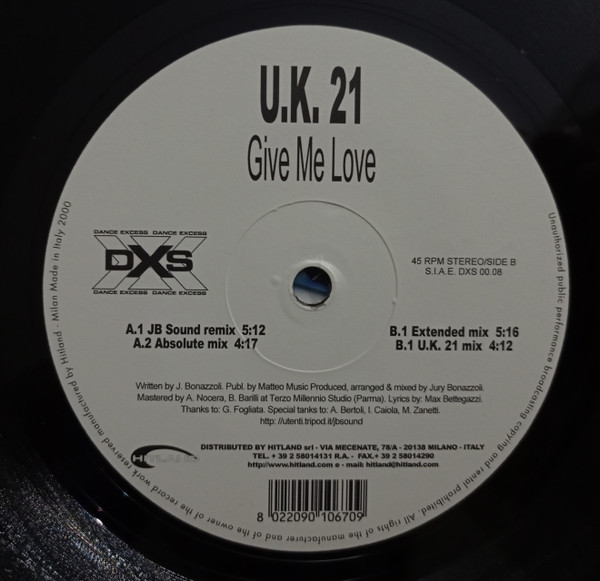 U.K. 21
Give Me Love
DANCE EXCESS DANCE EXCESS
DXS
DANCE EXCESS DANCE EXCESS
45 RPM STEREO/SIDE B
S.I.A.E. DXS 00.08
A.1 JB Sound remix 5:12
A.2 Absolute mix 4:17
B.1 Extended mix 5:16
B.1 U.K. 21 mix 4:12
Written by J. Bonazzoli. Publ. by Matteo Music Produced, arranged & mixed by Jury Bonazzoli.
Mastered by A. Nocera, B. Barilli at Terzo Millennio Studio (Parma). Lyrics by: Max Bettegazzi.
Thanks to: G. Fogliata. Special tanks to: A. Bertoli, I. Caiola, M. Zanetti.
http: //utenti.tripod.it/jbsound
HITLAND
DISTRIBUTED BY HITLAND srl - VIA MECENATE, 78/A - 20138 MILANO - ITALY
TEL. + 39 2 58014131 R.A. - FAX.+ 39 2 58014290
http//www.hitland.com e - mail: hitland@hitland.com
8 022090 106709
Unauthorized public performance broadcasting copying and rental prohibited. All rights of the manufacturer and of the owner of the record work reserved manufactured by Hitland - Milan Made in Italy 2000